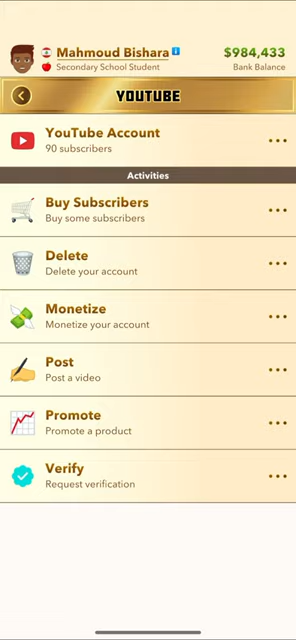 Mahmoud Bishara
$984,433
Secondary School Student
Bank Balance
YOUTUBE
YouTube Account
90 subscribers
Activities
Buy Subscribers
Buy some subscribers
Delete
Delete your account
Monetize
Monetize your account
Post
Post a video
Promote
Promote a product
Verify
Request verification